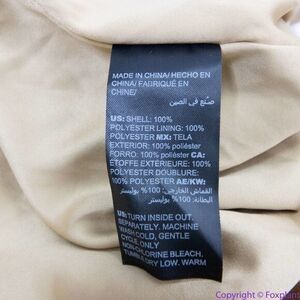 MADE IN CHINA/ HECHO EN
CHINA/ FABRIQUÉ EN
CHINE/
صنع في الصين
US: SHELL: 100%
POLYESTER LINING: 100%
POLYESTER MX: TELA
EXTERIOR: 100% poliéster
FORRO: 100% poliéster CA:
ÉTOFFE EXTÉRIEURE: 100%
POLYESTER DOUBLURE:
100% POLYESTER AE/KW:
القماش الخارجي: 100% بوليستر
البطانة: 100% بوليستر
US: TURN INSIDE OUT.
SEPARATELY. MACHINE
WASH COLD, GENTLE
CYCLE. ONLY
NON-CHLORINE BLEACH.
TUMBLE DRY LOW. WARM
Copyright ©